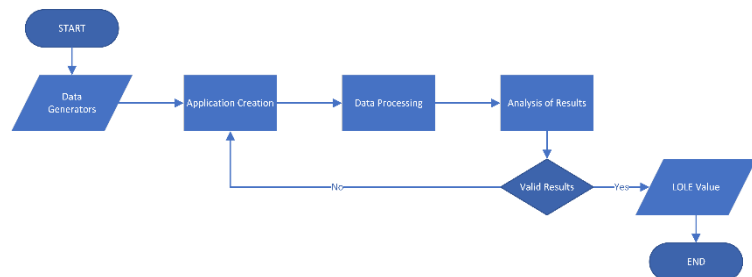 START
Data
Generators
Application Creation
Data Processing
Analysis of Results
Valid Results
No
Yes
LOLE Value
END